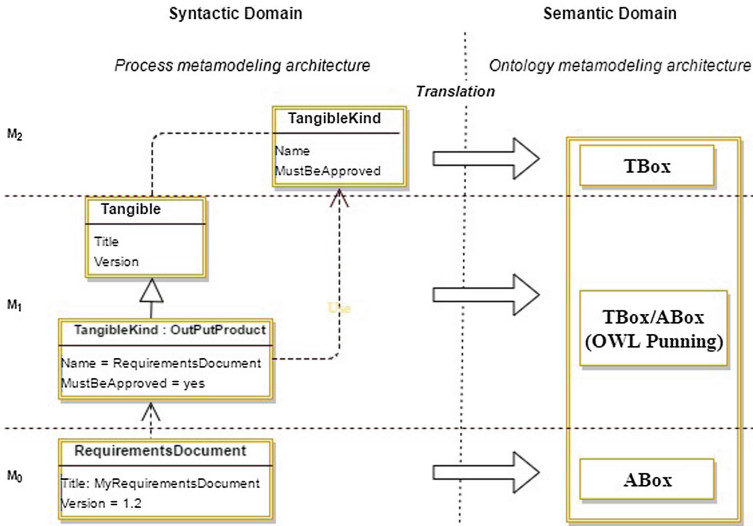 Syntactic Domain
Semantic Domain
Process metamodeling architecture
Ontology metamodeling architecture
Translation
M2
TangibleKind
Name
MustBeApproved
TBox
Tangible
Title
Version
M1
Use
TangibleKind : OutPutProduct
Name = RequirementsDocument
MustBeApproved = yes
TBox/ABox
(OWL Punning)
M0
RequirementsDocument
Title: MyRequirementsDocument
Version = 1.2
ABox